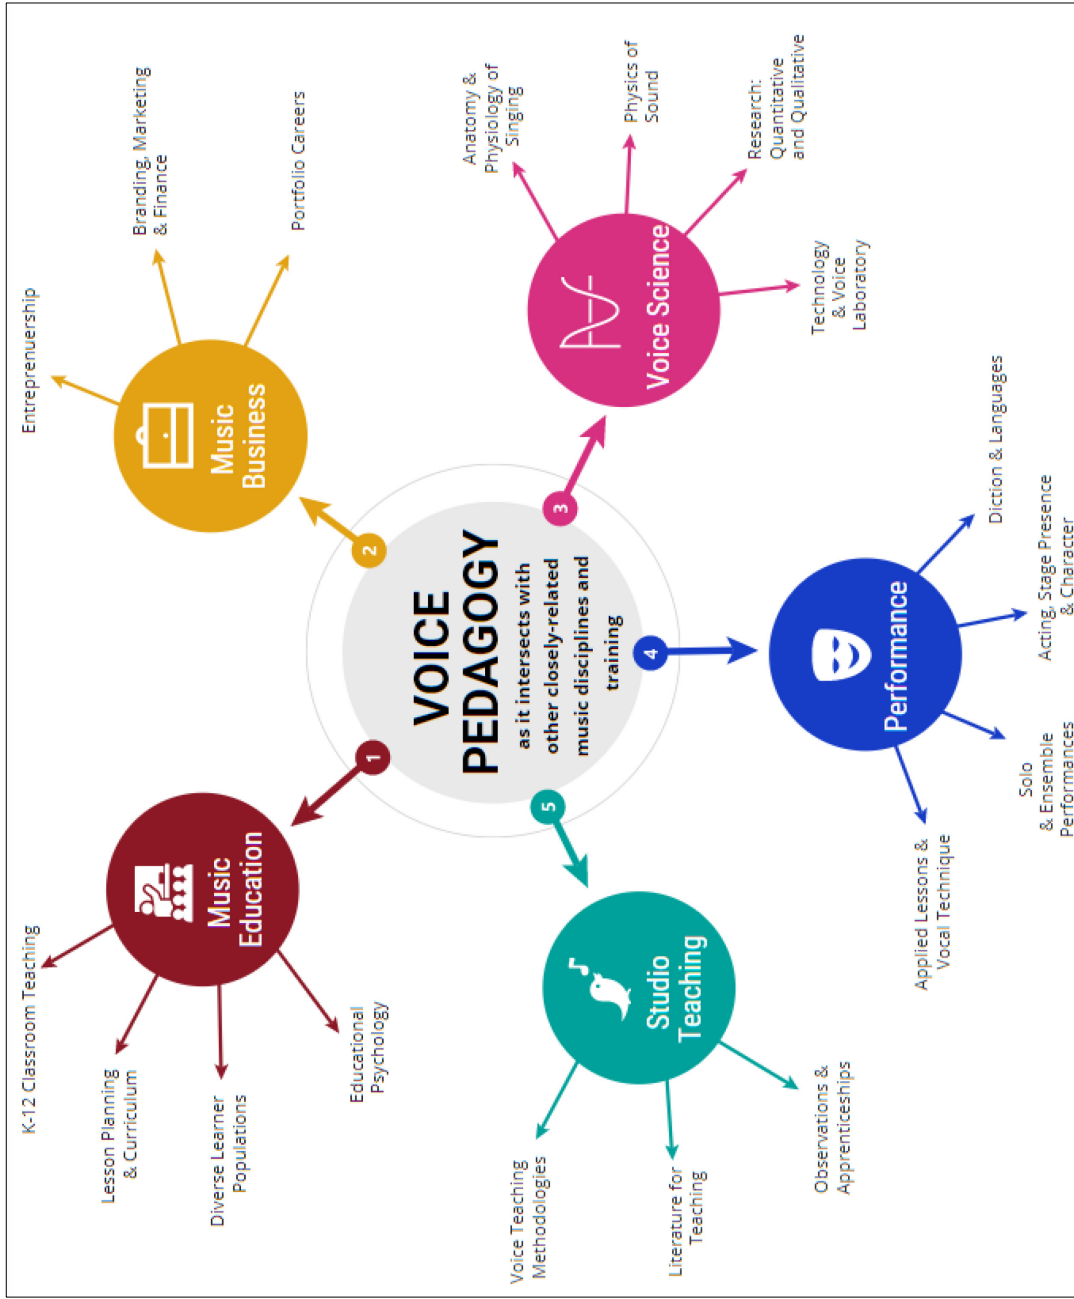 VOICE
PEDAGOGY
as it intersects with
other closely-related
music disciplines and
training
1
Music
Education
K-12 Classroom Teaching
Lesson Planning
& Curriculum
Diverse Learner
Populations
Educational
Psychology
2
Music
Business
Entreprenuership
Branding, Marketing
& Finance
Portfolio Careers
3
Voice Science
Anatomy &
Physiology of
Singing
Physics of
Sound
Research:
Quantitative
and Qualitative
Technology
& Voice
Laboratory
4
Performance
Diction & Languages
Acting, Stage Presence
& Character
Solo
& Ensemble
Performances
Applied Lessons &
Vocal Technique
5
Studio
Teaching
Voice Teaching
Methodologies
Literature for
Teaching
Observations &
Apprenticeships